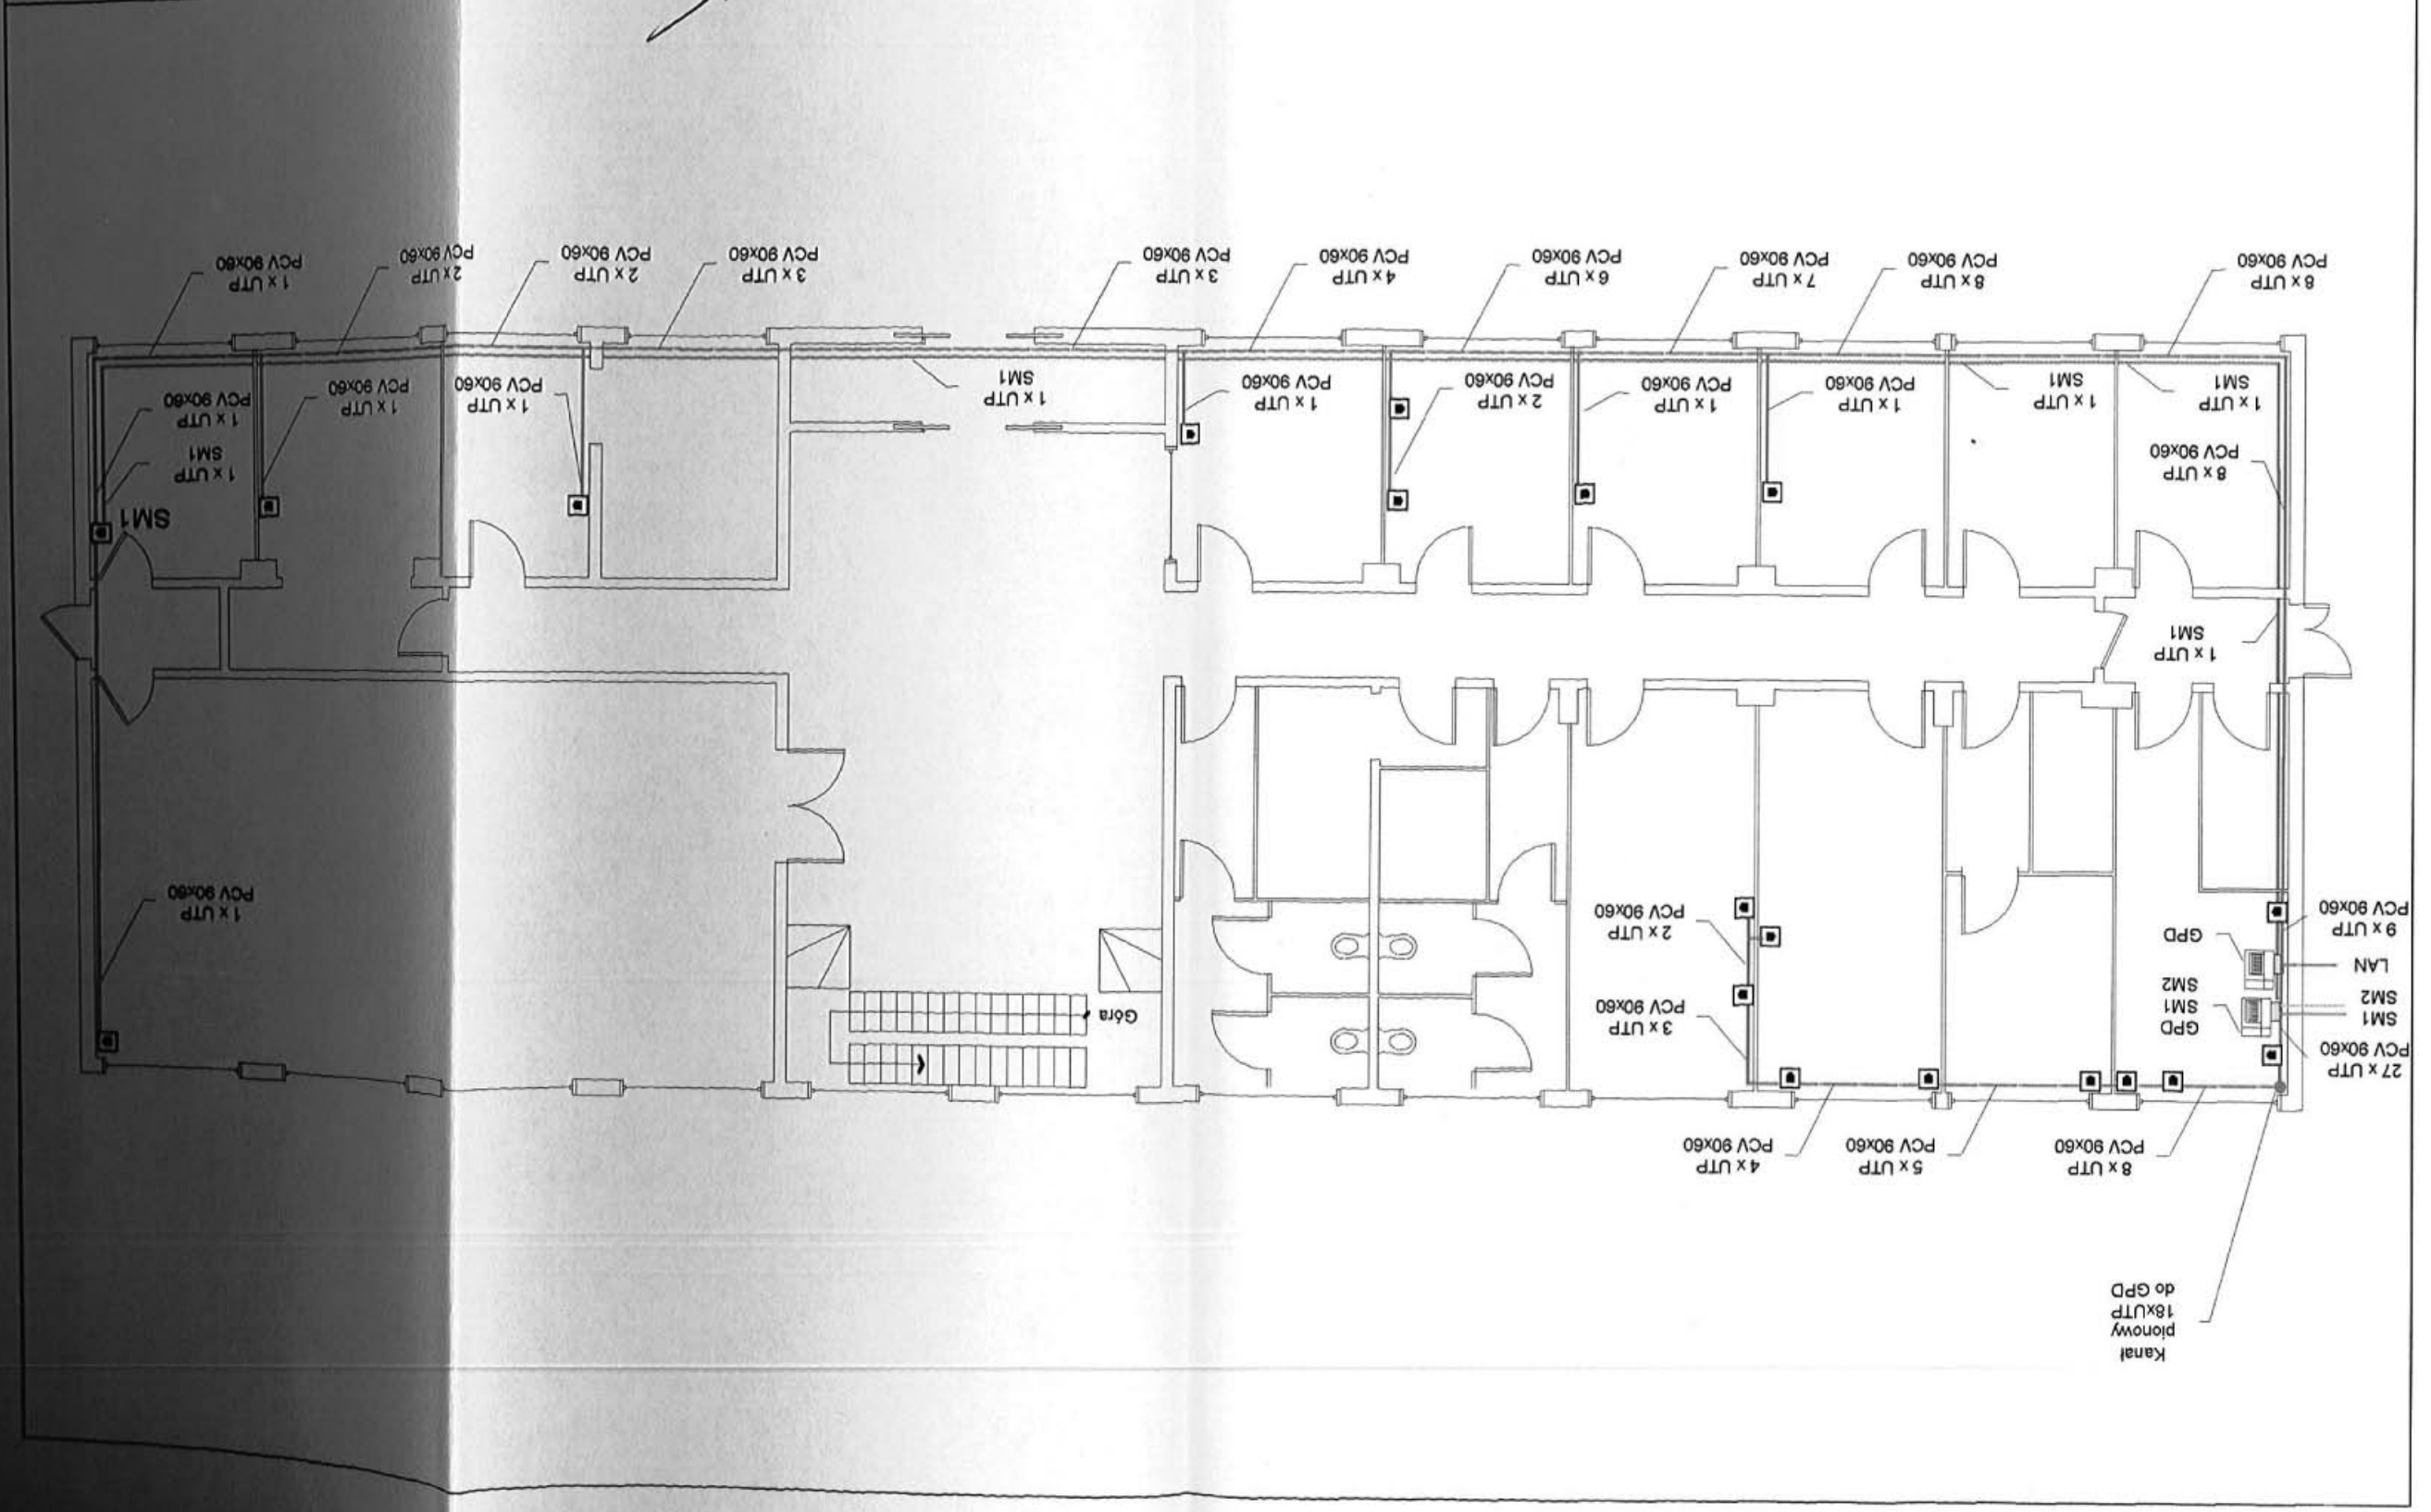 Kanał
pionowy
18xUTP
do GPD
8 x UTP
PCV 90x60
5 x UTP
PCV 90x60
4 x UTP
PCV 90x60
27 x UTP
PCV 90x60
SM1
SM2
GPD
SM1
SM2
LAN
GPD
9 x UTP
PCV 90x60
3 x UTP
PCV 90x60
2 x UTP
PCV 90x60
Góra
1 x UTP
PCV 90x60
1 x UTP
SM1
SM1
8 x UTP
PCV 90x60
1 x UTP
SM1
1 x UTP
SM1
1 x UTP
SM1
1 x UTP
PCV 90x60
1 x UTP
PCV 90x60
2 x UTP
PCV 90x60
1 x UTP
PCV 90x60
1 x UTP
SM1
1 x UTP
PCV 90x60
1 x UTP
PCV 90x60
1 x UTP
PCV 90x60
8 x UTP
PCV 90x60
8 x UTP
PCV 90x60
7 x UTP
PCV 90x60
6 x UTP
PCV 90x60
4 x UTP
PCV 90x60
3 x UTP
PCV 90x60
3 x UTP
PCV 90x60
2 x UTP
PCV 90x60
2 x UTP
PCV 90x60
1 x UTP
PCV 90x60